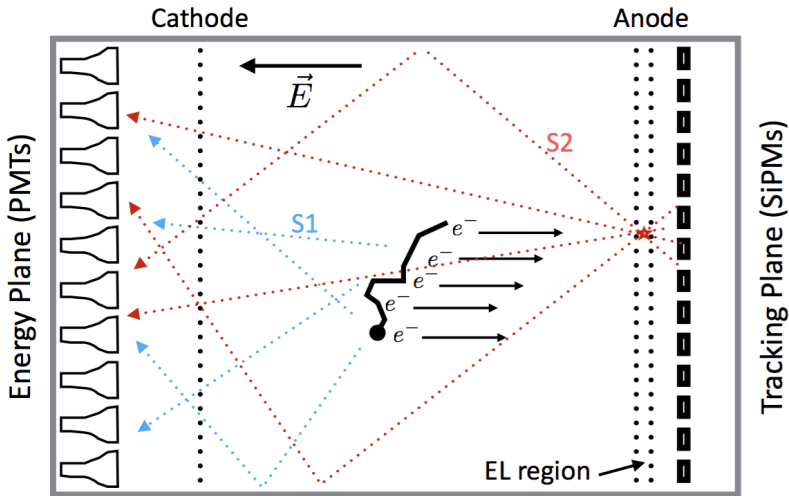 Cathode
Anode
E
S2
S1
e−
e−
e−
e−
e−
Energy Plane (PMTs)
Tracking Plane (SiPMs)
EL region